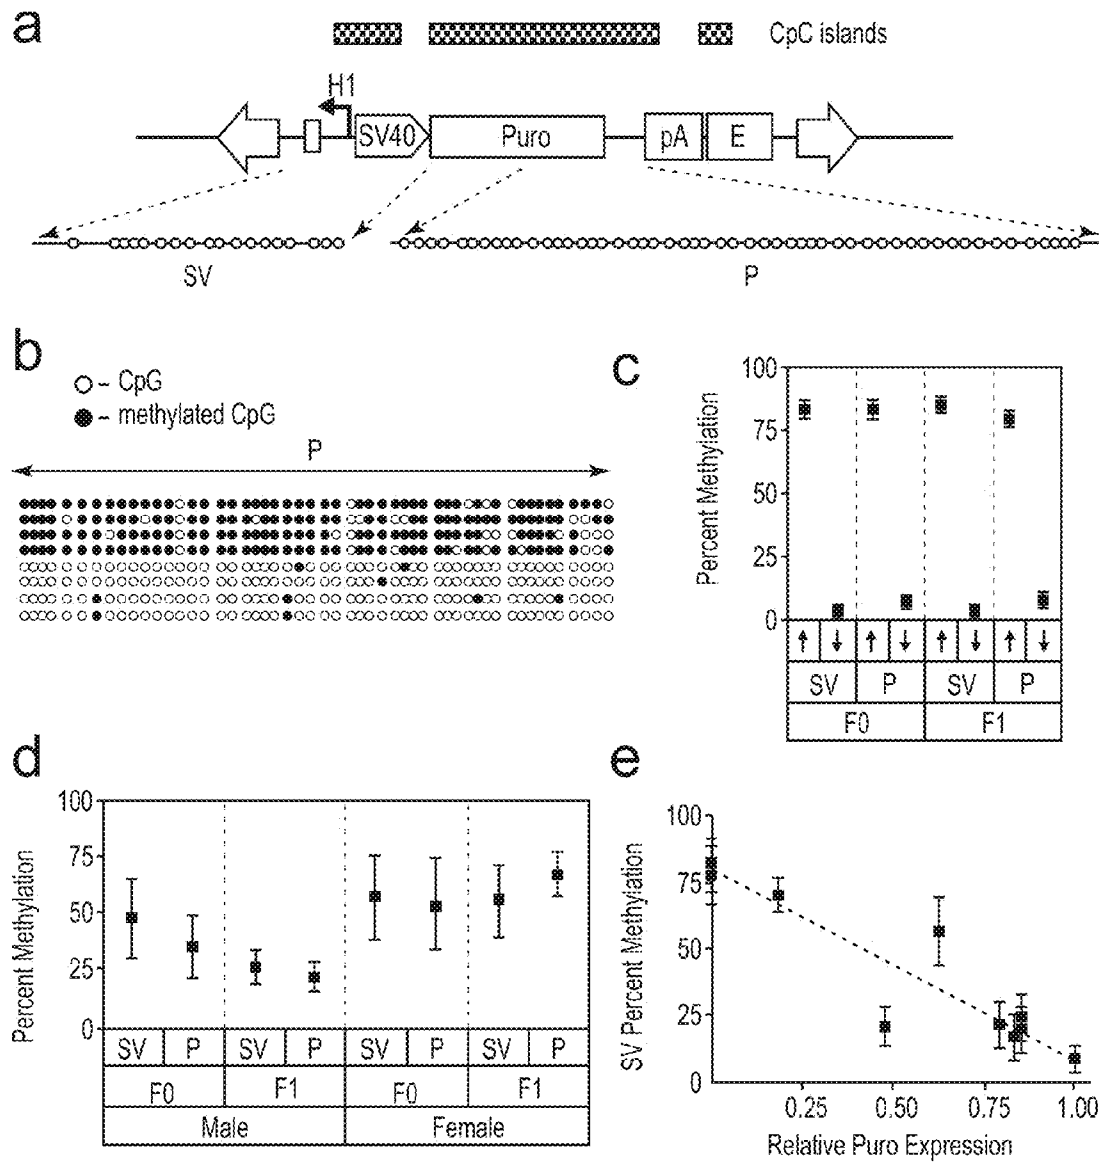 a
CpC islands
H1
SV40
Puro
pA
E
SV
P
b
CpG
methylated CpG
P
c
Percent Methylation
100
75
50
25
0
↑ ↓ ↑ ↓ ↑ ↓ ↑ ↓
SV P SV P
F0 F1
d
Percent Methylation
100
75
50
25
0
SV P SV P SV P SV P
F0 F1 F0 F1
Male Female
e
SV Percent Methylation
100
75
50
25
0
0.25 0.50 0.75 1.00
Relative Puro Expression